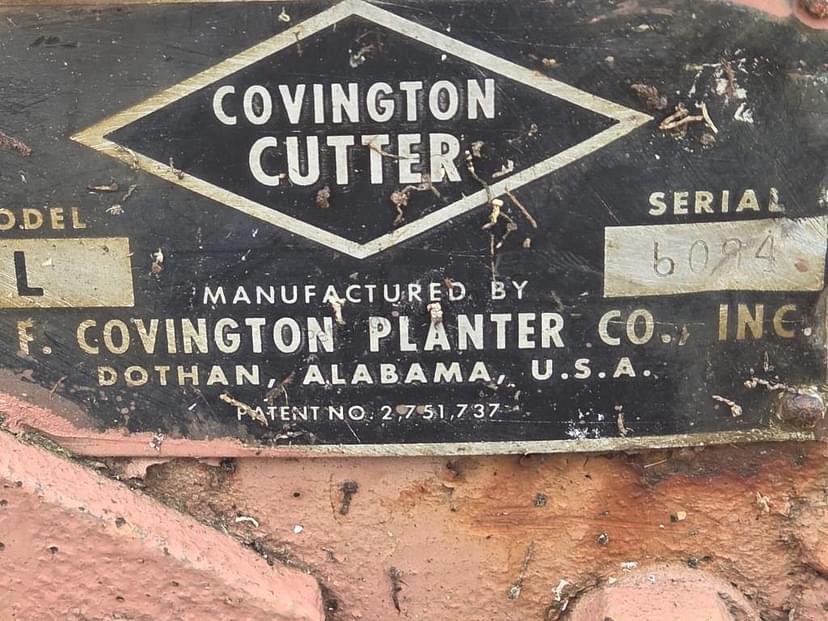 COVINGTON
CUTTER
ODEL
SERIAL
L
6094
MANUFACTURED BY
F. COVINGTON PLANTER CO., INC.
DOTHAN, ALABAMA, U.S.A.
PATENT NO. 2,751,737